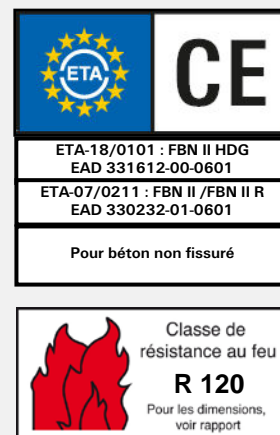 ETA
CE
ETA-18/0101 : FBN II HDG
EAD 331612-00-0601
ETA-07/0211 : FBN II /FBN II R
EAD 330232-01-0601
Pour béton non fissuré
Classe de
résistance au feu
R 120
Pour les dimensions,
voir rapport